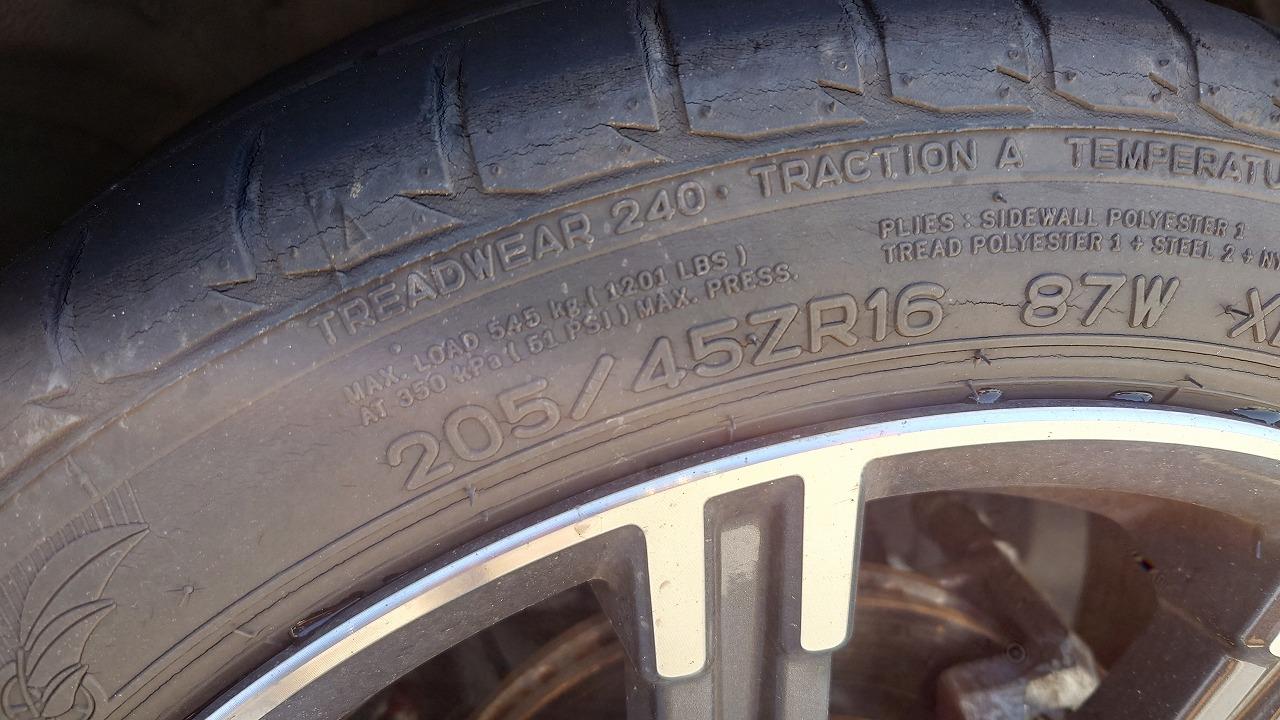 TREADWEAR 240 · TRACTION A TEMPERATU
PLIES : SIDEWALL POLYESTER 1
TREAD POLYESTER 1 + STEEL 2 + NY
MAX. LOAD 545 kg ( 1201 LBS )
AT 350 kPa ( 51 PSI ) MAX. PRESS.
205/45ZR16 87W X